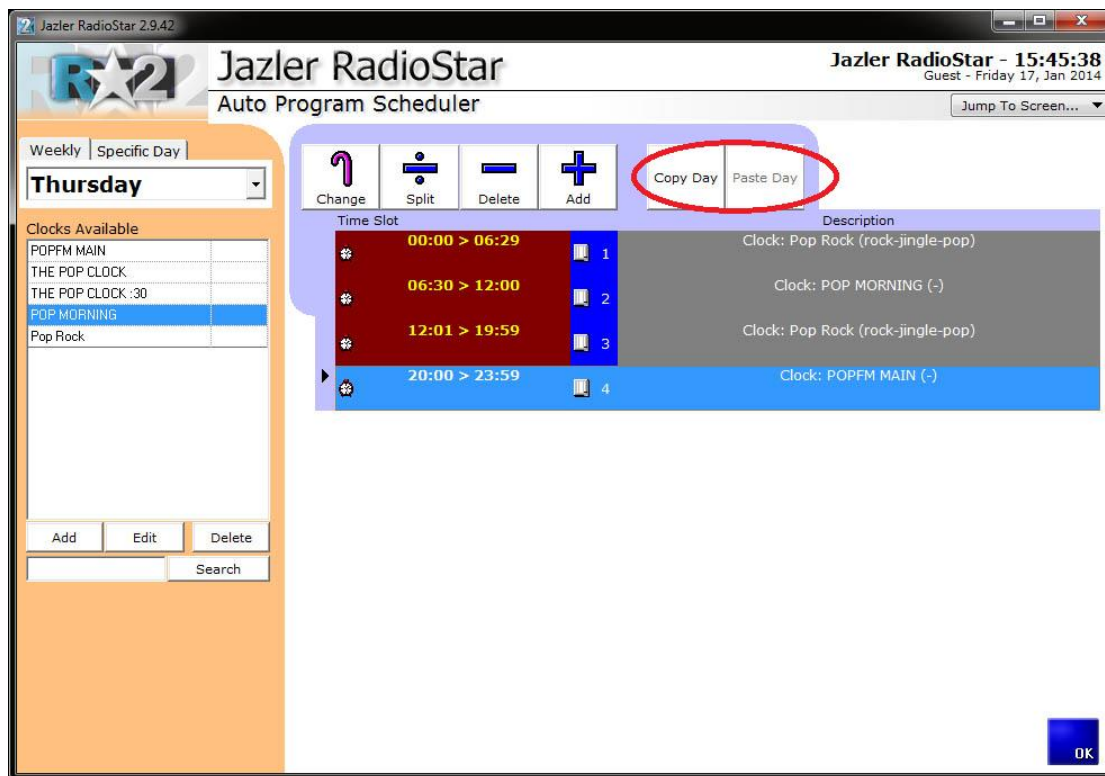 Jazler RadioStar 2.9.42
R 2
Jazler RadioStar
Jazler RadioStar - 15:45:38
Guest - Friday 17, Jan 2014
Auto Program Scheduler
Jump To Screen...
Weekly Specific Day
Thursday
Change Split Delete Add Copy Day Paste Day
Clocks Available
POPFM MAIN
THE POP CLOCK
THE POP CLOCK :30
POP MORNING
Pop Rock
Add Edit Delete
Search
Time Slot Description
00:00 > 06:29 1 Clock: Pop Rock (rock-jingle-pop)
06:30 > 12:00 2 Clock: POP MORNING (-)
12:01 > 19:59 3 Clock: Pop Rock (rock-jingle-pop)
20:00 > 23:59 4 Clock: POPFM MAIN (-)
OK